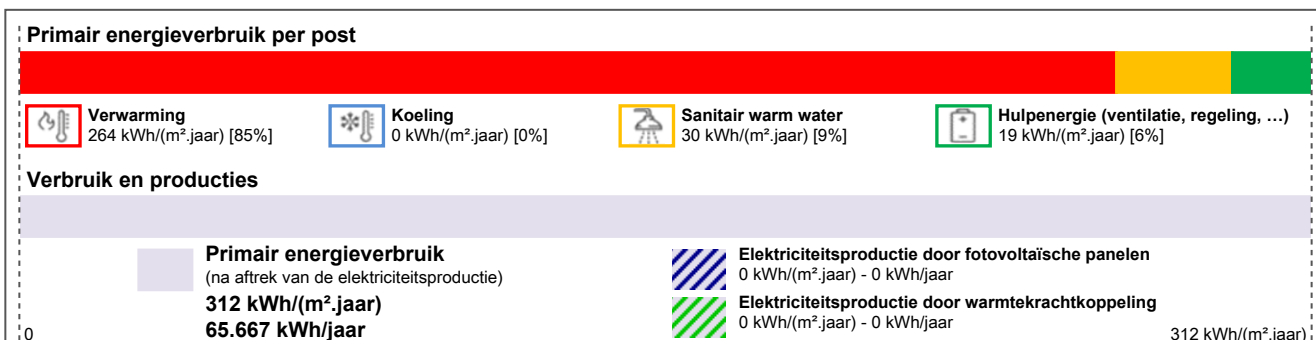 Primair energieverbruik per post
Verwarming
264 kWh/(m².jaar) [85%]
Koeling
0 kWh/(m².jaar) [0%]
Sanitair warm water
30 kWh/(m².jaar) [9%]
Hulpenergie (ventilatie, regeling, …)
19 kWh/(m².jaar) [6%]
Verbruik en producties
Primair energieverbruik
(na aftrek van de elektriciteitsproductie)
312 kWh/(m².jaar)
65.667 kWh/jaar
Elektriciteitsproductie door fotovoltaïsche panelen
0 kWh/(m².jaar) - 0 kWh/jaar
Elektriciteitsproductie door warmtekrachtkoppeling
0 kWh/(m².jaar) - 0 kWh/jaar
0
312 kWh/(m².jaar)